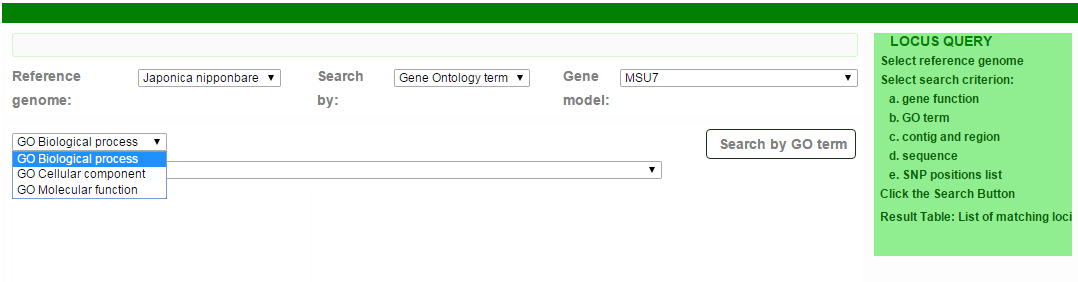 Reference genome:
Japonica nipponbare
Search by:
Gene Ontology term
Gene model:
MSU7
GO Biological process
GO Biological process
GO Cellular component
GO Molecular function
Search by GO term
LOCUS QUERY
Select reference genome
Select search criterion:
a. gene function
b. GO term
c. contig and region
d. sequence
e. SNP positions list
Click the Search Button
Result Table: List of matching loci